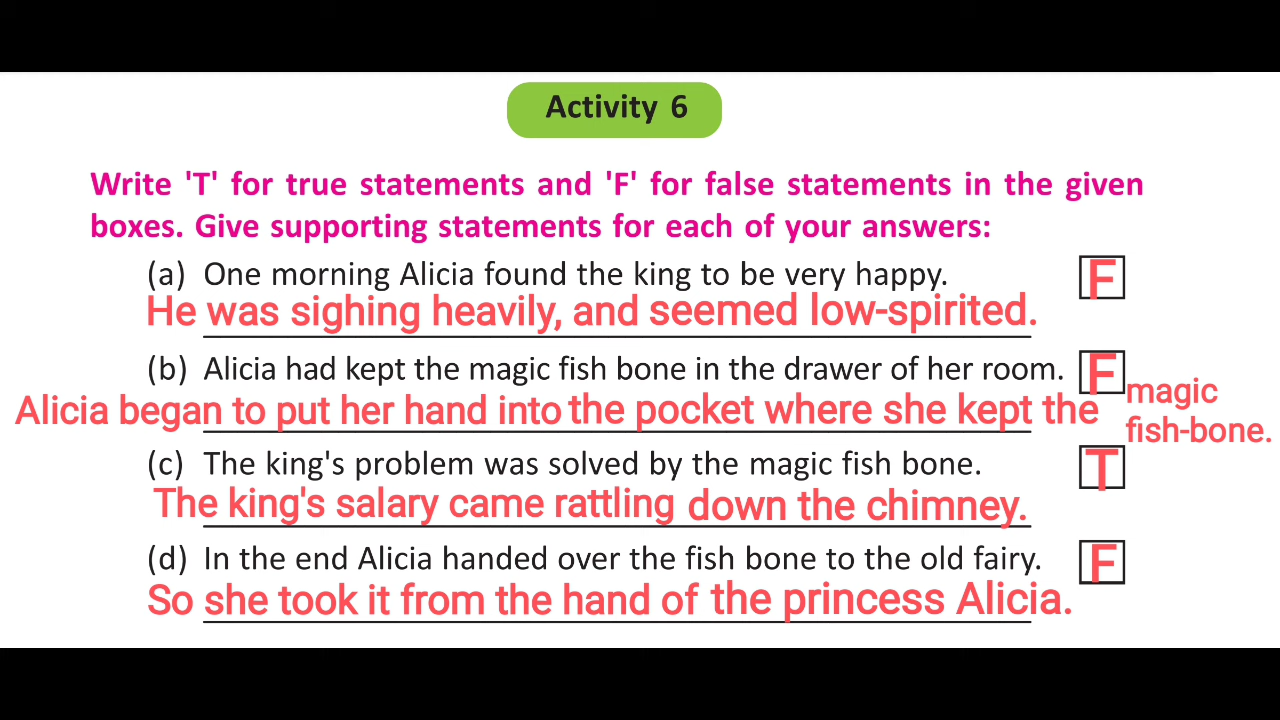 Activity 6
Write 'T' for true statements and 'F' for false statements in the given
boxes. Give supporting statements for each of your answers:
(a) One morning Alicia found the king to be very happy. F
He was sighing heavily, and seemed low-spirited.
(b) Alicia had kept the magic fish bone in the drawer of her room. F
Alicia began to put her hand into the pocket where she kept the magic
fish-bone.
(c) The king's problem was solved by the magic fish bone. T
The king's salary came rattling down the chimney.
(d) In the end Alicia handed over the fish bone to the old fairy. F
So she took it from the hand of the princess Alicia.